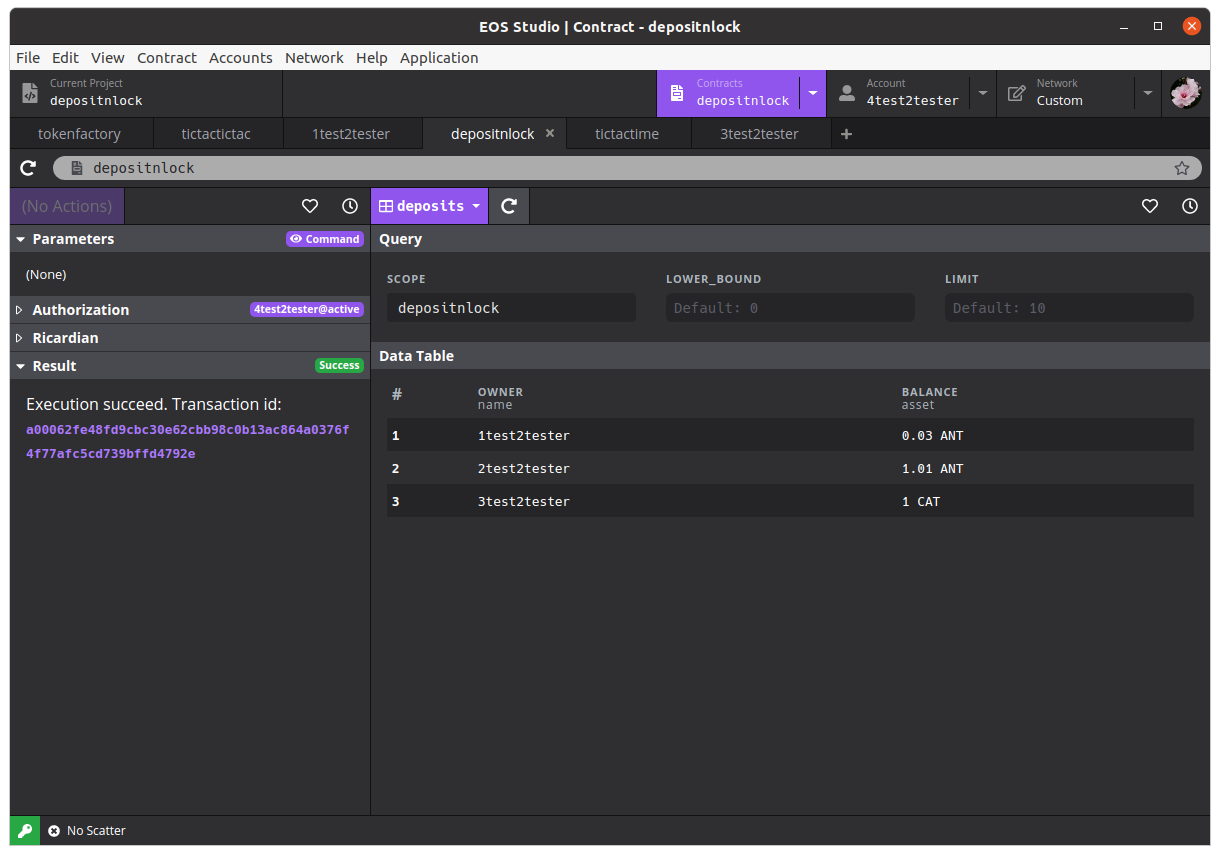 EOS Studio | Contract - depositnlock
File Edit View Contract Accounts Network Help Application
Current Project
depositnlock
Contracts
depositnlock
Account
4test2tester
Network
Custom
tokenfactory tictactictac 1test2tester depositnlock tictactime 3test2tester
depositnlock
(No Actions)
deposits
Parameters
Command
(None)
Authorization
4test2tester@active
Ricardian
Result
Success
Execution succeed. Transaction id:
a00062fe48fd9cbc30e62cbb98c0b13ac864a0376f
4f77afc5cd739bffd4792e
Query
SCOPE LOWER_BOUND LIMIT
depositnlock Default: 0 Default: 10
Data Table
# OWNER BALANCE
name asset
1 1test2tester 0.03 ANT
2 2test2tester 1.01 ANT
3 3test2tester 1 CAT
No Scatter